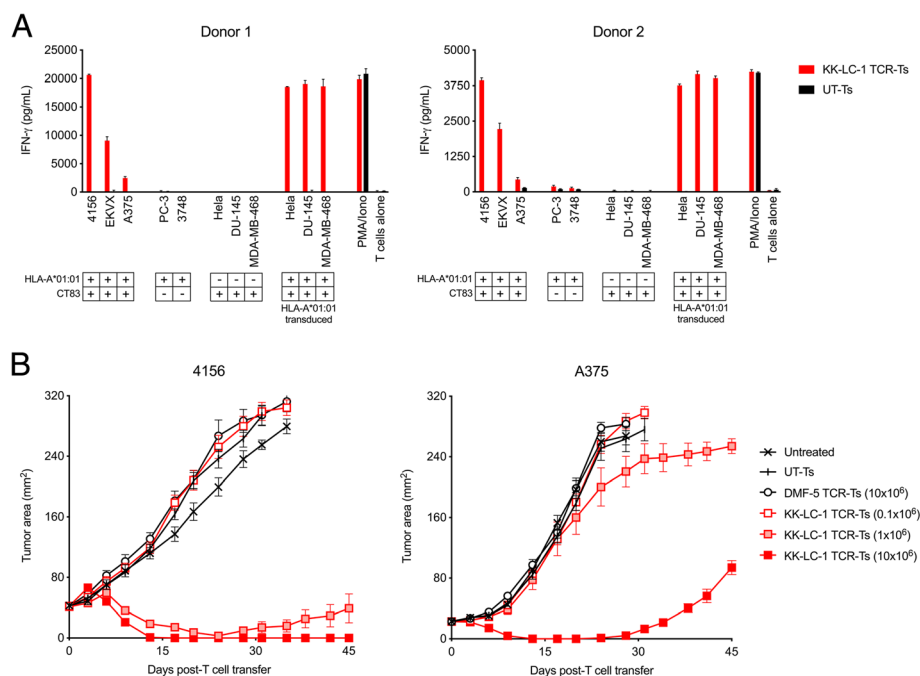 A
Donor 1
Donor 2
IFN-γ (pg/mL)
25000
20000
15000
10000
5000
0
4156
EKVX
A375
PC-3
3748
Hela
DU-145
MDA-MB-468
Hela
DU-145
MDA-MB-468
PMA/Iono
T cells alone
HLA-A*01:01 + + + + + - - - + + +
CT83 + + + - - + + + + + +
HLA-A*01:01
transduced
IFN-γ (pg/mL)
5000
3750
2500
1250
0
4156
EKVX
A375
PC-3
3748
Hela
DU-145
MDA-MB-468
Hela
DU-145
MDA-MB-468
PMA/Iono
T cells alone
HLA-A*01:01 + + + + + - - - + + +
CT83 + + + - - + + + + + +
HLA-A*01:01
transduced
KK-LC-1 TCR-Ts
UT-Ts
B
4156
A375
Tumor area (mm²)
320
240
160
80
0
0 15 30 45
Days post-T cell transfer
Tumor area (mm²)
320
240
160
80
0
0 15 30 45
Days post-T cell transfer
Untreated
UT-Ts
DMF-5 TCR-Ts (10x10⁶)
KK-LC-1 TCR-Ts (0.1x10⁶)
KK-LC-1 TCR-Ts (1x10⁶)
KK-LC-1 TCR-Ts (10x10⁶)